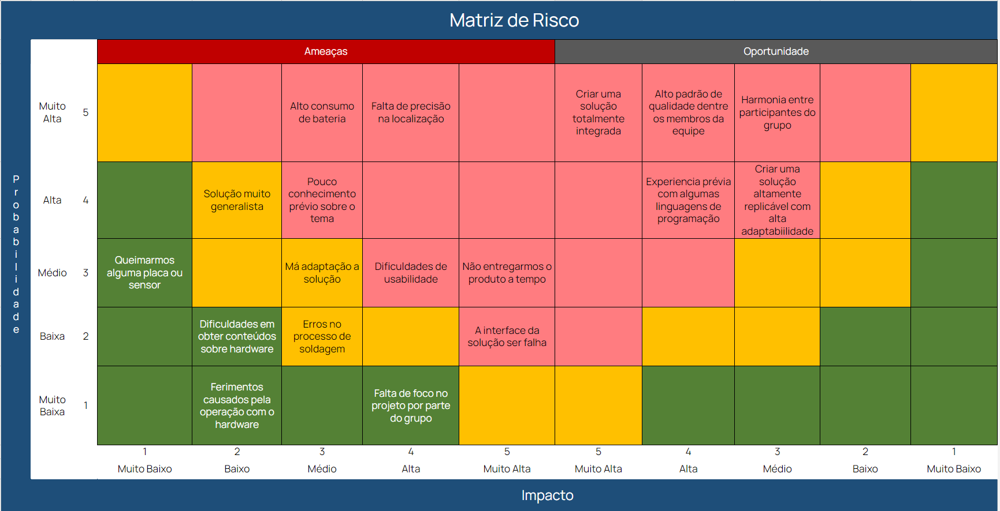 Matriz de Risco
Ameaças
Oportunidade
Probabilidade
Muito
Alta
5
Alto consumo
de bateria
Falta de precisão
na localização
Criar uma
solução
totalmente
integrada
Alto padrão de
qualidade dentre
os membros da
equipe
Harmonia entre
participantes do
grupo
Alta
4
Solução muito
generalista
Pouco
conhecimento
prévio sobre o
tema
Experiencia prévia
com algumas
linguagens de
programação
Criar uma
solução
altamente
replicável com
alta
adaptabiilidade
Médio
3
Queimarmos
alguma placa ou
sensor
Má adaptação a
solução
Dificuldades de
usabilidade
Não entregarmos o
produto a tempo
Baixa
2
Dificuldades em
obter conteúdos
sobre hardware
Erros no
processo de
soldagem
A interface da
solução ser falha
Muito
Baixa
1
Ferimentos
causados pela
operação com o
hardware
Falta de foco no
projeto por parte
do grupo
1 2 3 4 5 5 4 3 2 1
Muito Baixo Baixo Médio Alta Muito Alta Muito Alta Alta Médio Baixo Muito Baixo
Impacto